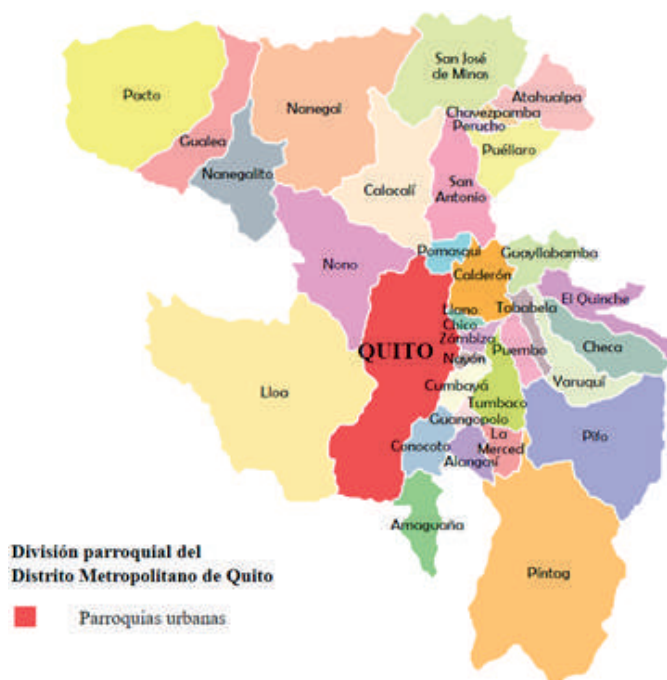 Pacto
Gualea
Nanegalito
Nanegal
San José
de Minas
Atahualpa
Chavezpamba
Perucho
Puéllaro
Calacalí
San
Antonio
Nono
Pomasqui
Calderón
Guayllabamba
El Quinche
Tababela
Llano
Chico
Zámbiza
Puembo
Checa
QUITO
Nayón
Yaruquí
Lloa
Cumbayá
Tumbaco
Guangopolo
Pifo
Conocoto
La
Merced
Alangasí
Amaguaña
Píntag
División parroquial del
Distrito Metropolitano de Quito
Parroquias urbanas